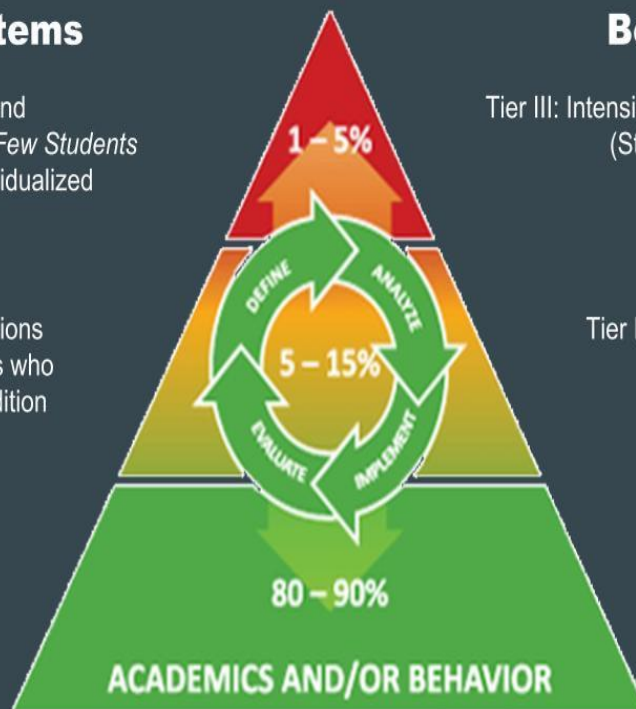 tems
Be
nd
Few Students
idualized
Tier III: Intensi
(St
1 – 5%
DEFINE
ANALYZE
ions
s who
dition
Tier I
5 – 15%
EVALUATE
IMPLEMENT
80 – 90%
ACADEMICS AND/OR BEHAVIOR